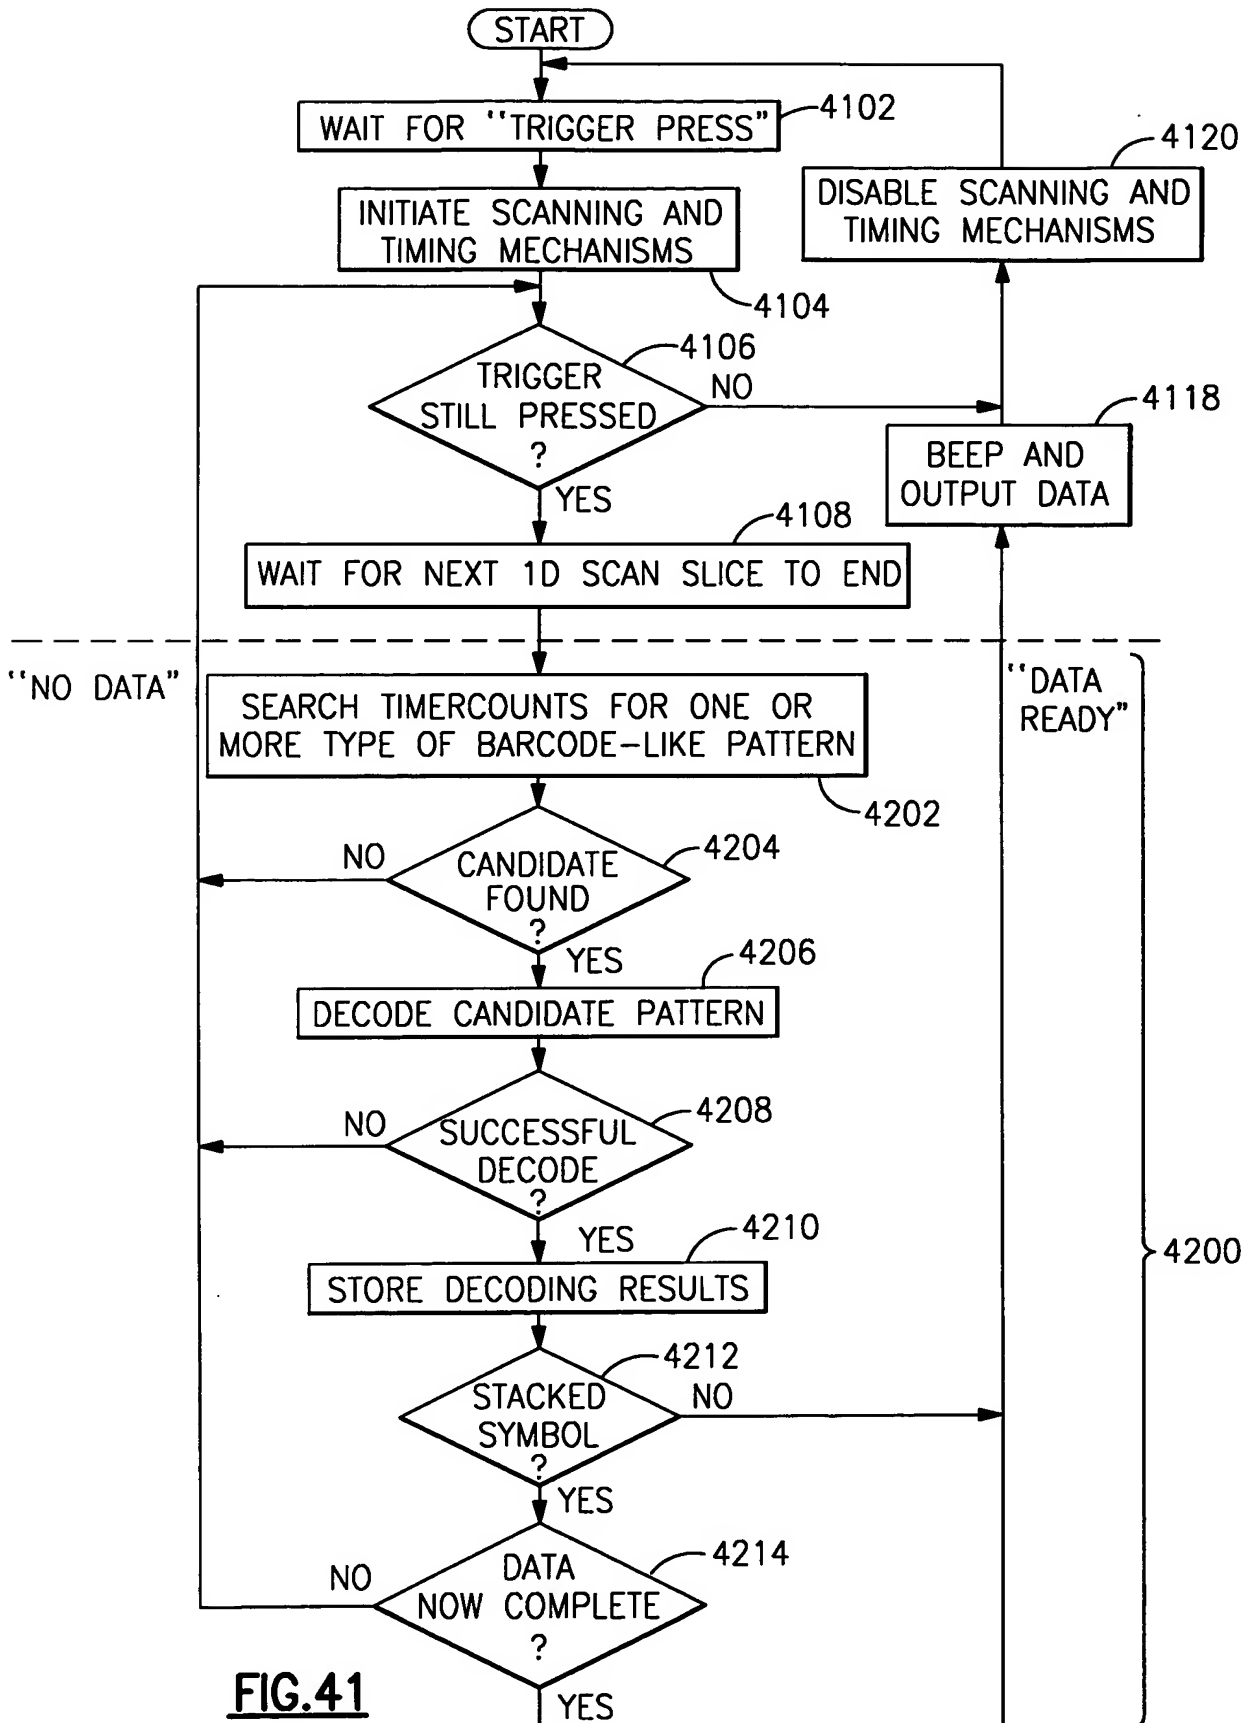 START
WAIT FOR "TRIGGER PRESS"
4102
INITIATE SCANNING AND
TIMING MECHANISMS
4104
DISABLE SCANNING AND
TIMING MECHANISMS
4120
TRIGGER
STILL PRESSED
?
4106
NO
YES
BEEP AND
OUTPUT DATA
4118
WAIT FOR NEXT 1D SCAN SLICE TO END
4108
"NO DATA"
"DATA
READY"
SEARCH TIMERCOUNTS FOR ONE OR
MORE TYPE OF BARCODE-LIKE PATTERN
4202
CANDIDATE
FOUND
?
4204
NO
YES
DECODE CANDIDATE PATTERN
4206
SUCCESSFUL
DECODE
?
4208
NO
YES
STORE DECODING RESULTS
4210
4200
STACKED
SYMBOL
?
4212
NO
YES
DATA
NOW COMPLETE
?
4214
NO
YES
FIG.41